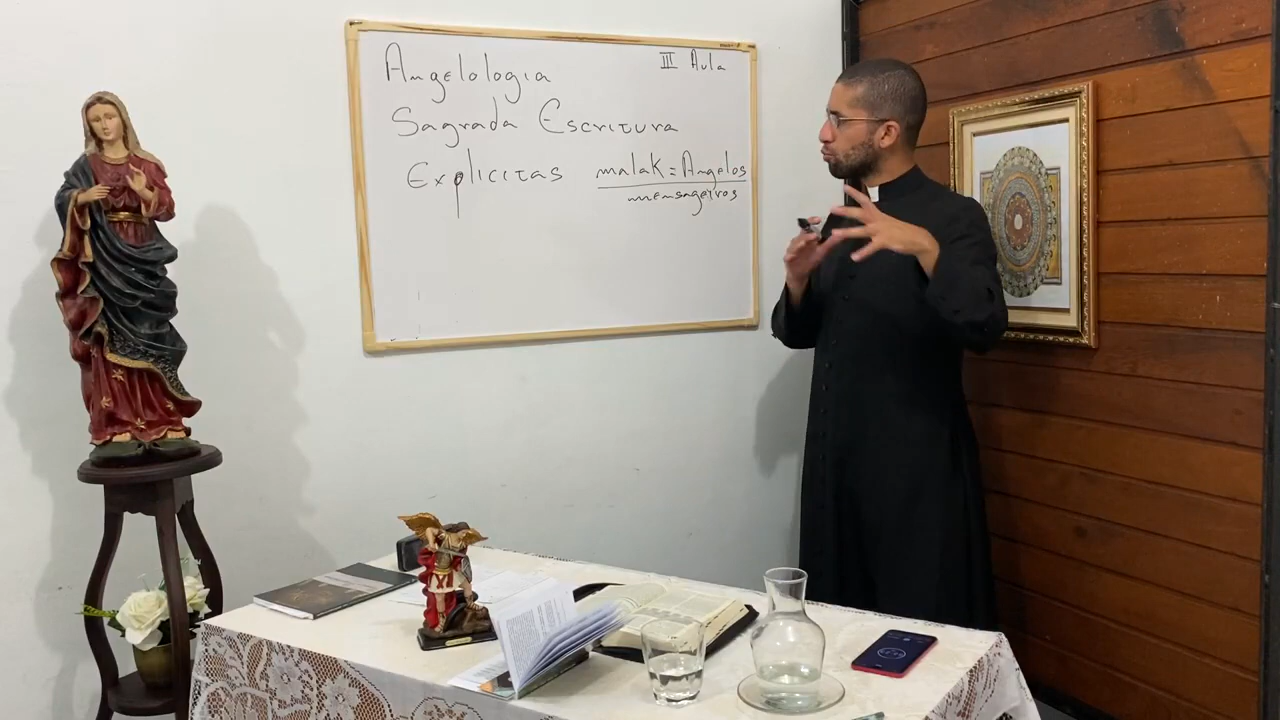 Angelologia
III Aula
Sagrada Escritura
Explicitas malak = Angelos
mensageiros